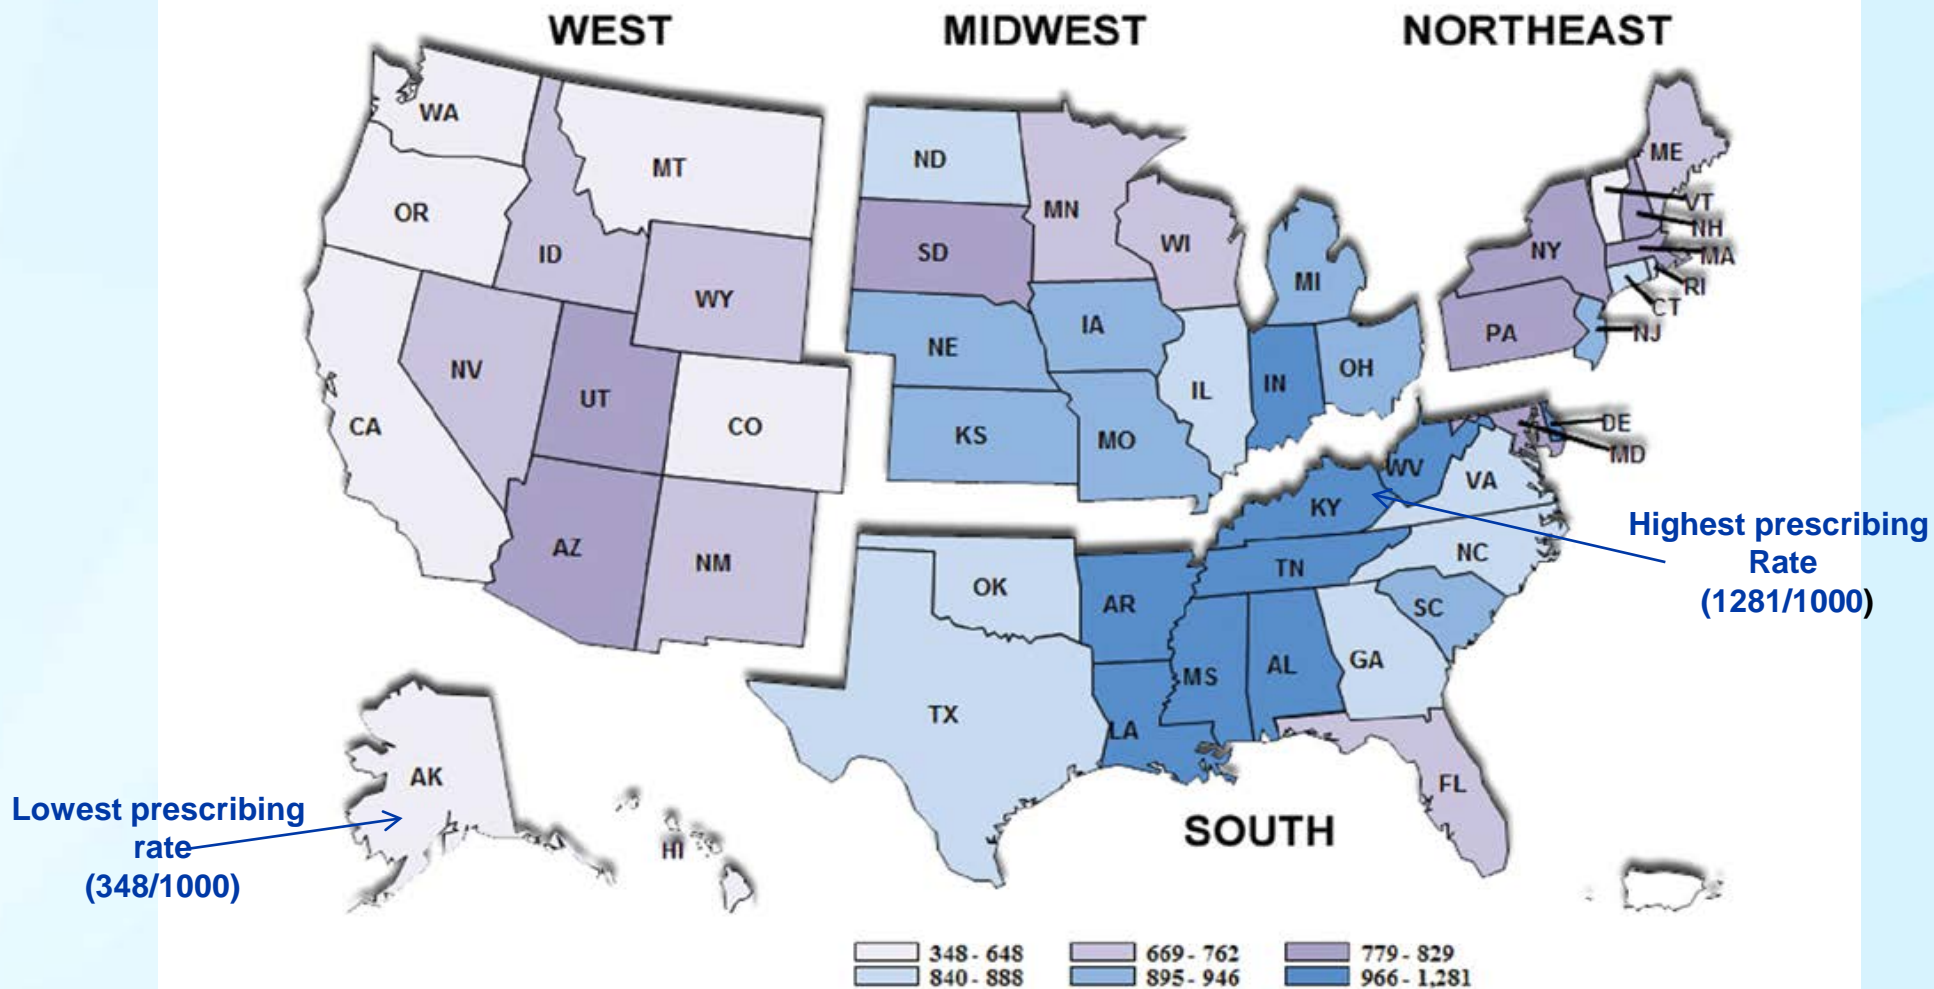 WEST
MIDWEST
NORTHEAST
WA
MT
OR
ID
WY
NV
UT
CO
CA
AZ
NM
ND
MN
SD
WI
MI
NE
IA
IL
IN
OH
KS
MO
ME
VT
NH
NY
MA
RI
CT
PA
NJ
DE
MD
WV
VA
KY
NC
TN
OK
AR
SC
MS
AL
GA
TX
LA
FL
SOUTH
AK
HI
Highest prescribing
Rate
(1281/1000)
Lowest prescribing
rate
(348/1000)
348 - 648
669 - 762
779 - 829
840 - 888
895 - 946
966 - 1,281